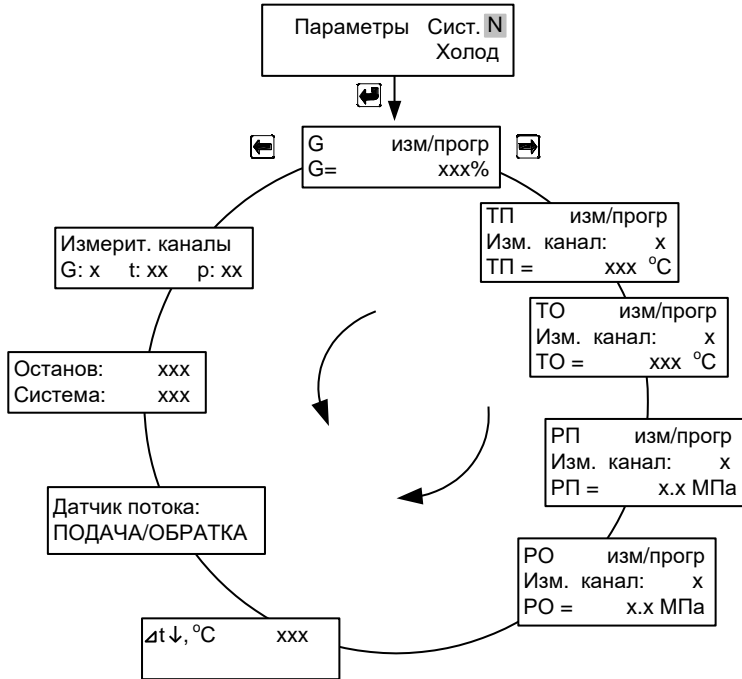 Параметры Сист. N
Холод
G изм/прогр
G= xxx%
ТП изм/прогр
Изм. канал: x
ТП = xxx °C
ТО изм/прогр
Изм. канал: x
ТО = xxx °C
РП изм/прогр
Изм. канал: x
РП = x.x МПа
РО изм/прогр
Изм. канал: x
РО = x.x МПа
⊿t↓, °C xxx
Датчик потока:
ПОДАЧА/ОБРАТКА
Останов: xxx
Система: xxx
Измерит. каналы
G: x t: xx p: xx